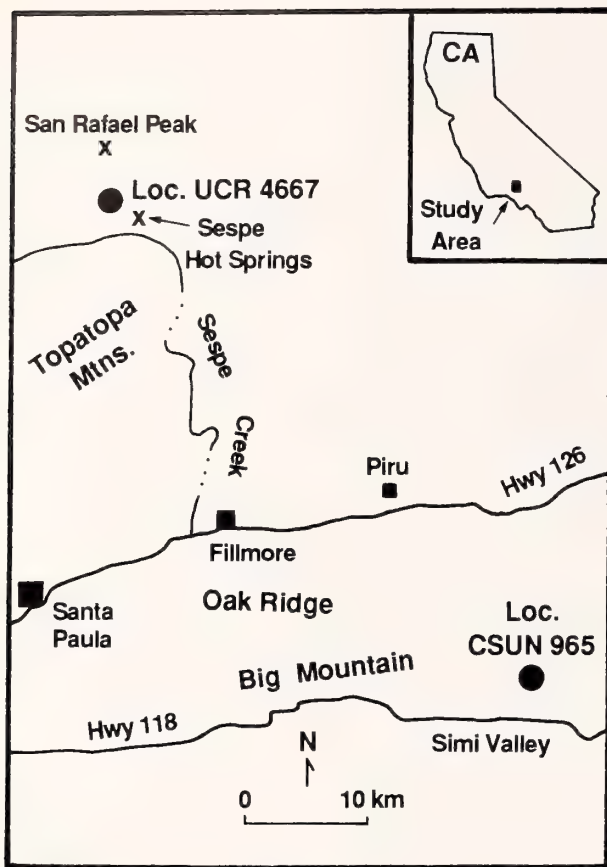 CA
Study
Area
San Rafael Peak
x
Loc. UCR 4667
x
Sespe
Hot Springs
Topatopa
Mtns.
Sespe
Creek
Piru
Hwy 126
Fillmore
Santa
Paula
Oak Ridge
Loc.
CSUN 965
Big Mountain
Hwy 118
Simi Valley
N
0 10 km